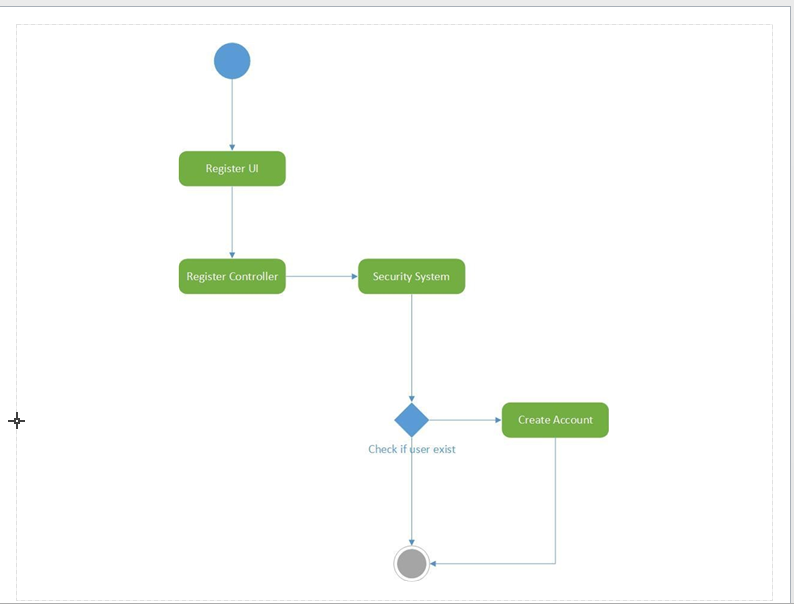 Register UI
Register Controller
Security System
Create Account
Check if user exist